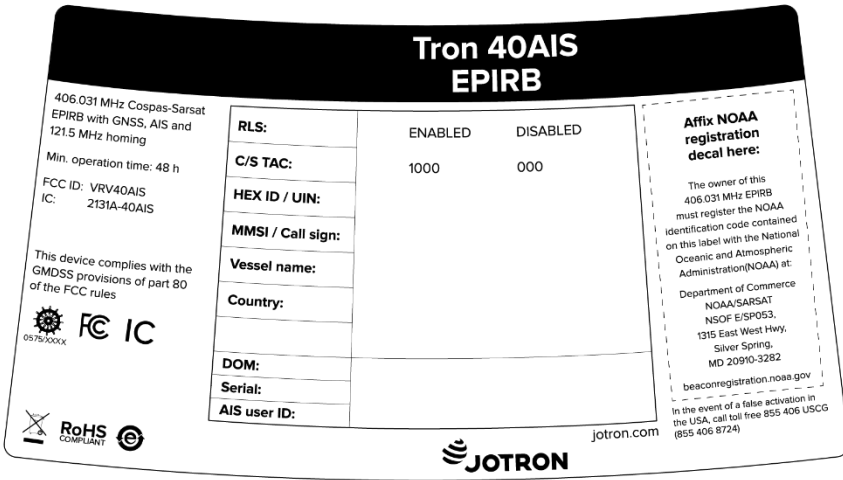 Tron 40AIS
EPIRB
406.031 MHz Cospas-Sarsat
EPIRB with GNSS, AIS and
121.5 MHz homing
Min. operation time: 48 h
FCC ID: VRV40AIS
IC: 2131A-40AIS
This device complies with the
GMDSS provisions of part 80
of the FCC rules
0575/XXXX
FC IC
RoHS
COMPLIANT
e
RLS: ENABLED DISABLED
C/S TAC: 1000 000
HEX ID / UIN:
MMSI / Call sign:
Vessel name:
Country:
DOM:
Serial:
AIS user ID:
JOTRON
jotron.com
Affix NOAA
registration
decal here:
The owner of this
406.031 MHz EPIRB
must register the NOAA
identification code contained
on this label with the National
Oceanic and Atmospheric
Administration(NOAA) at:
Department of Commerce
NOAA/SARSAT
NSOF E/SP053,
1315 East West Hwy,
Silver Spring,
MD 20910-3282
beaconregistration.noaa.gov
In the event of a false activation in
the USA, call toll free 855 406 USCG
(855 406 8724)